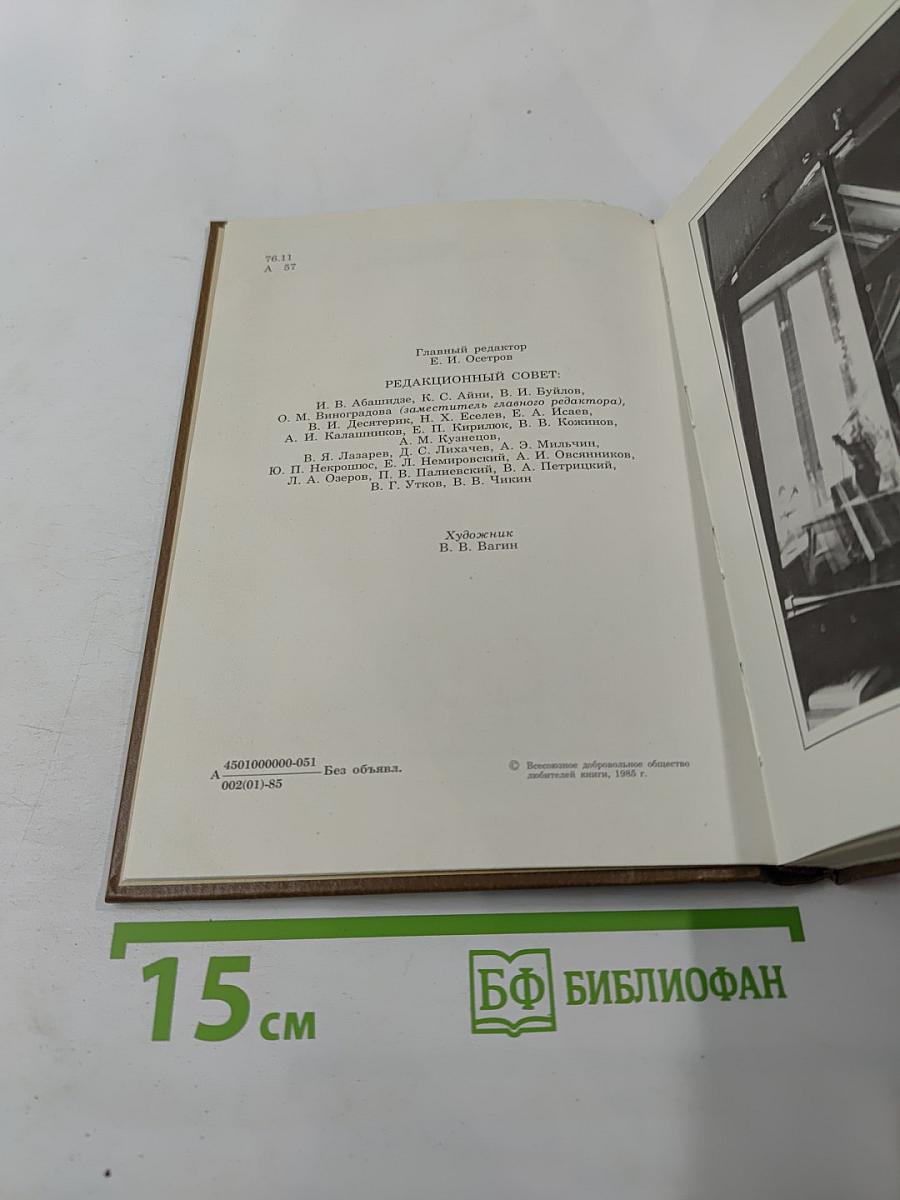 76.11
А 57
Главный редактор
Е. И. Осетров
РЕДАКЦИОННЫЙ СОВЕТ:
И. В. Абашидзе, К. С. Айни, В. И. Буйлов,
О. М. Виноградова (заместитель главного редактора),
В. И. Десятерик, Н. Х. Еселев, Е. А. Исаев,
А. И. Калашников, Е. П. Кирилюк, В. В. Кожинов,
А. М. Кузнецов,
В. Я. Лазарев, Д. С. Лихачев, А. Э. Мильчин,
Ю. П. Некрошюс, Е. Л. Немировский, А. И. Овсянников,
Л. А. Озеров, П. В. Палиевский, В. А. Петрицкий,
В. Г. Утков, В. В. Чикин
Художник
В. В. Вагин
А 4501000000-051 Без объявл.
002(01)-85
© Всесоюзное добровольное общество
любителей книги, 1985 г.
15 см
БФ БИБЛИОФАН